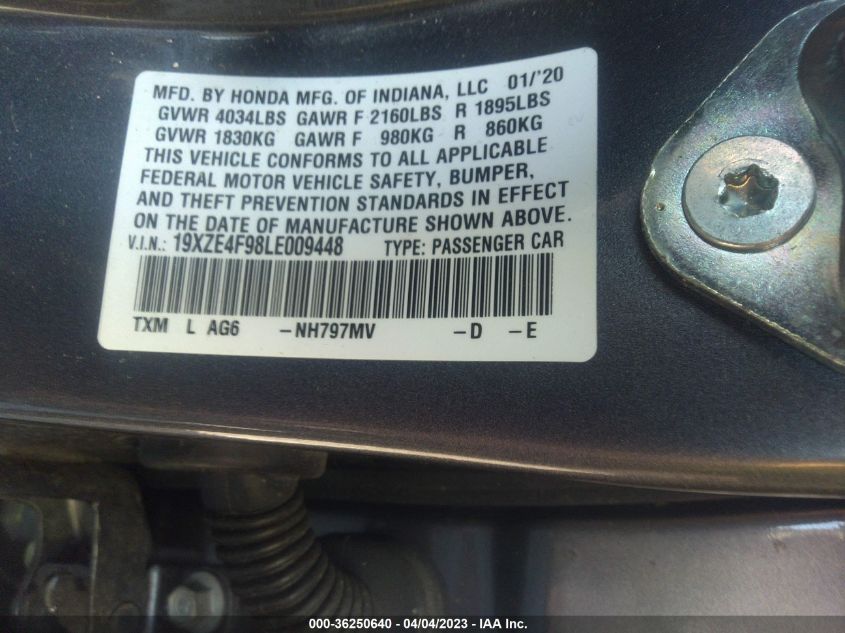 MFD. BY HONDA MFG. OF INDIANA, LLC 01/'20
GVWR 4034LBS GAWR F 2160LBS R 1895LBS
GVWR 1830KG GAWR F 980KG R 860KG
THIS VEHICLE CONFORMS TO ALL APPLICABLE
FEDERAL MOTOR VEHICLE SAFETY, BUMPER,
AND THEFT PREVENTION STANDARDS IN EFFECT
ON THE DATE OF MANUFACTURE SHOWN ABOVE.
V.I.N.: 19XZE4F98LE009448 TYPE: PASSENGER CAR
TXM L AG6 -NH797MV -D -E
000-36250640 - 04/04/2023 - IAA Inc.